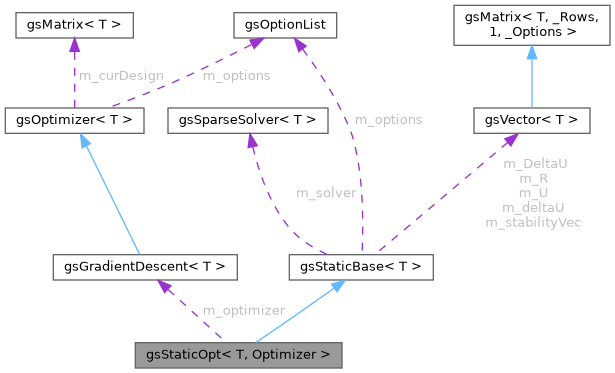 gsMatrix< T >
gsOptionList
gsMatrix< T, _Rows,
1, _Options >
m_curDesign
m_options
gsOptimizer< T >
gsSparseSolver< T >
m_options
gsVector< T >
m_solver
m_DeltaU
m_R
m_U
m_deltaU
m_stabilityVec
gsGradientDescent< T >
gsStaticBase< T >
m_optimizer
gsStaticOpt< T, Optimizer >